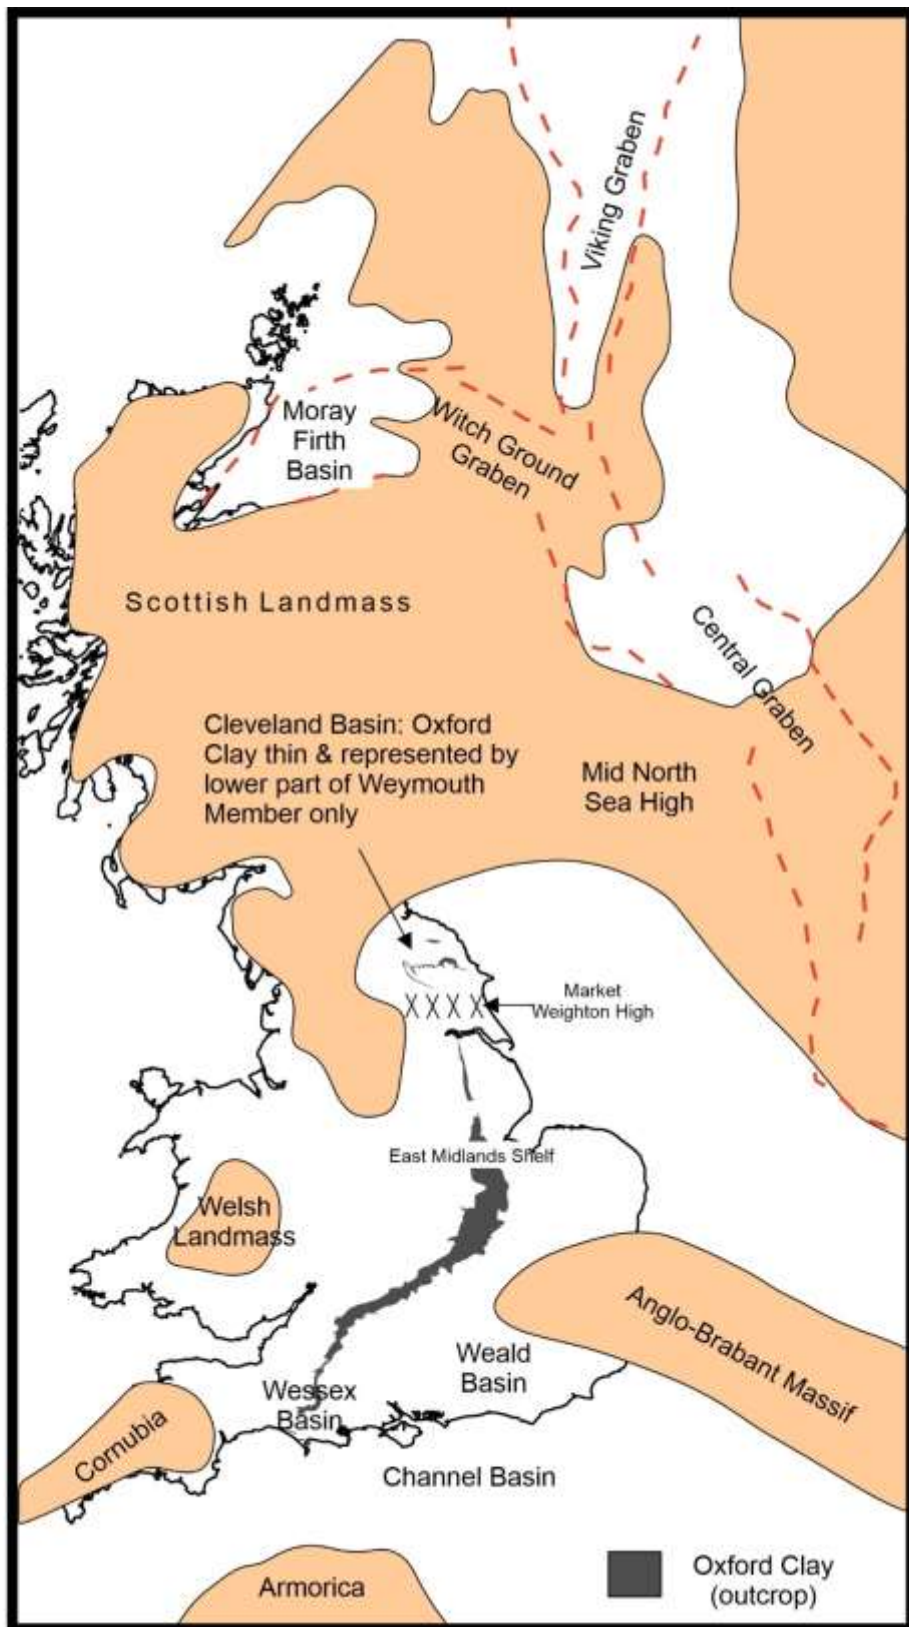 Viking Graben
Moray
Firth
Basin
Witch Ground
Graben
Scottish Landmass
Central Graben
Cleveland Basin: Oxford
Clay thin & represented by
lower part of Weymouth
Member only
Mid North
Sea High
Market
Weighton High
X X X X
East Midlands Shelf
Welsh
Landmass
Anglo-Brabant Massif
Weald
Basin
Wessex
Basin
Cornubia
Channel Basin
Armorica
Oxford Clay
(outcrop)